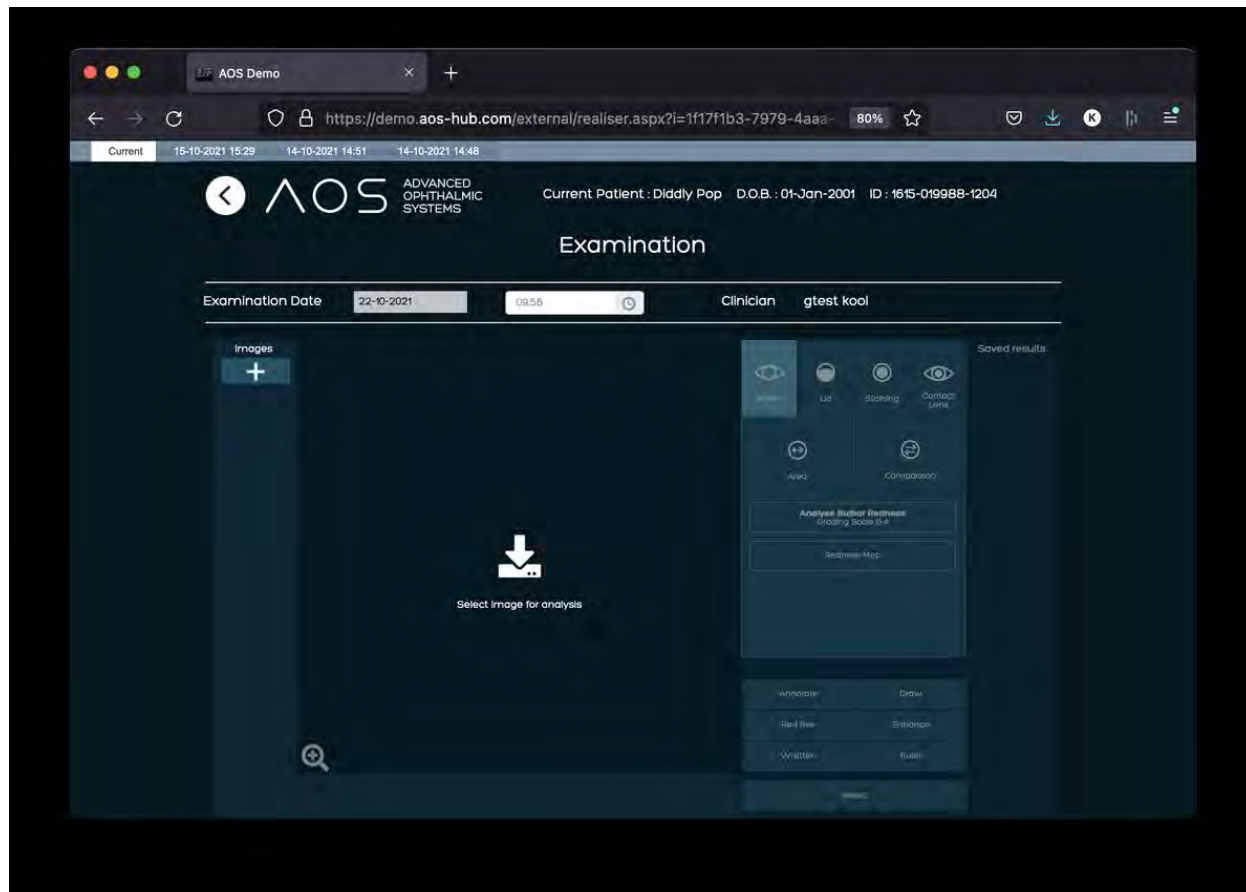 AOS Demo
https://demo.aos-hub.com/external/realiser.aspx?i=1f17f1b3-7979-4aaa- 80%
K
Current 15-10-2021 15:29 14-10-2021 14:51 14-10-2021 14:48
AOS ADVANCED OPHTHALMIC SYSTEMS
Current Patient : Diddly Pop D.O.B. : 01-Jan-2001 ID : 1615-019988-1204
Examination
Examination Date 22-10-2021 09:56 Clinician gtest kool
Images
Saved results
Lid Staining Contact Lens
Area Comparison
Analyse Bulbar Redness
Grading Scale 0-4
Redness Map
Select image for analysis
Annotate Draw
Red free Enhance
Whiten Ruler